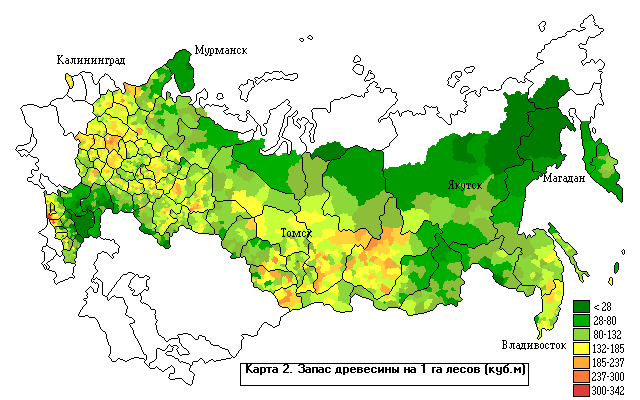 Мурманск
Калининград
Якутск
Магадан
Томск
Владивосток
< 28
28-80
80-132
132-185
185-237
237-300
300-342
Карта 2. Запас древесины на 1 га лесов (куб.м)